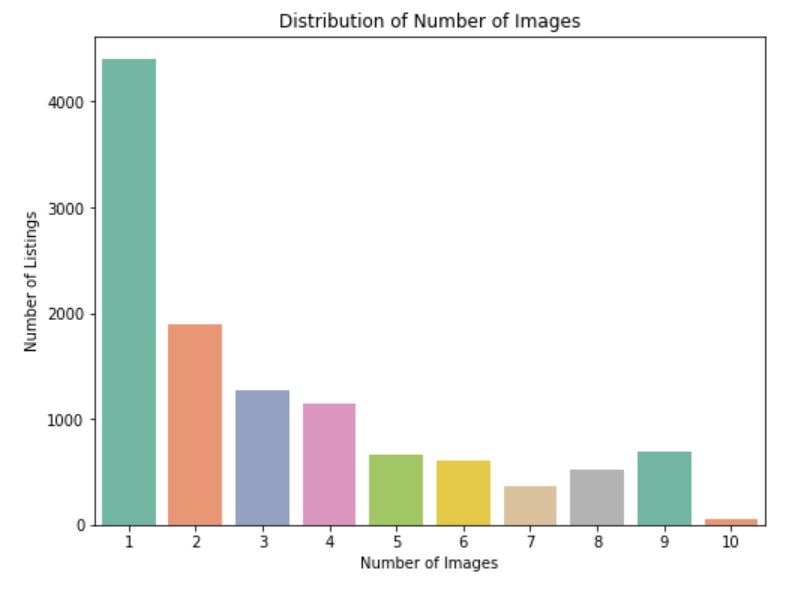 Distribution of Number of Images
Number of Listings
4000
3000
2000
1000
0
1 2 3 4 5 6 7 8 9 10
Number of Images